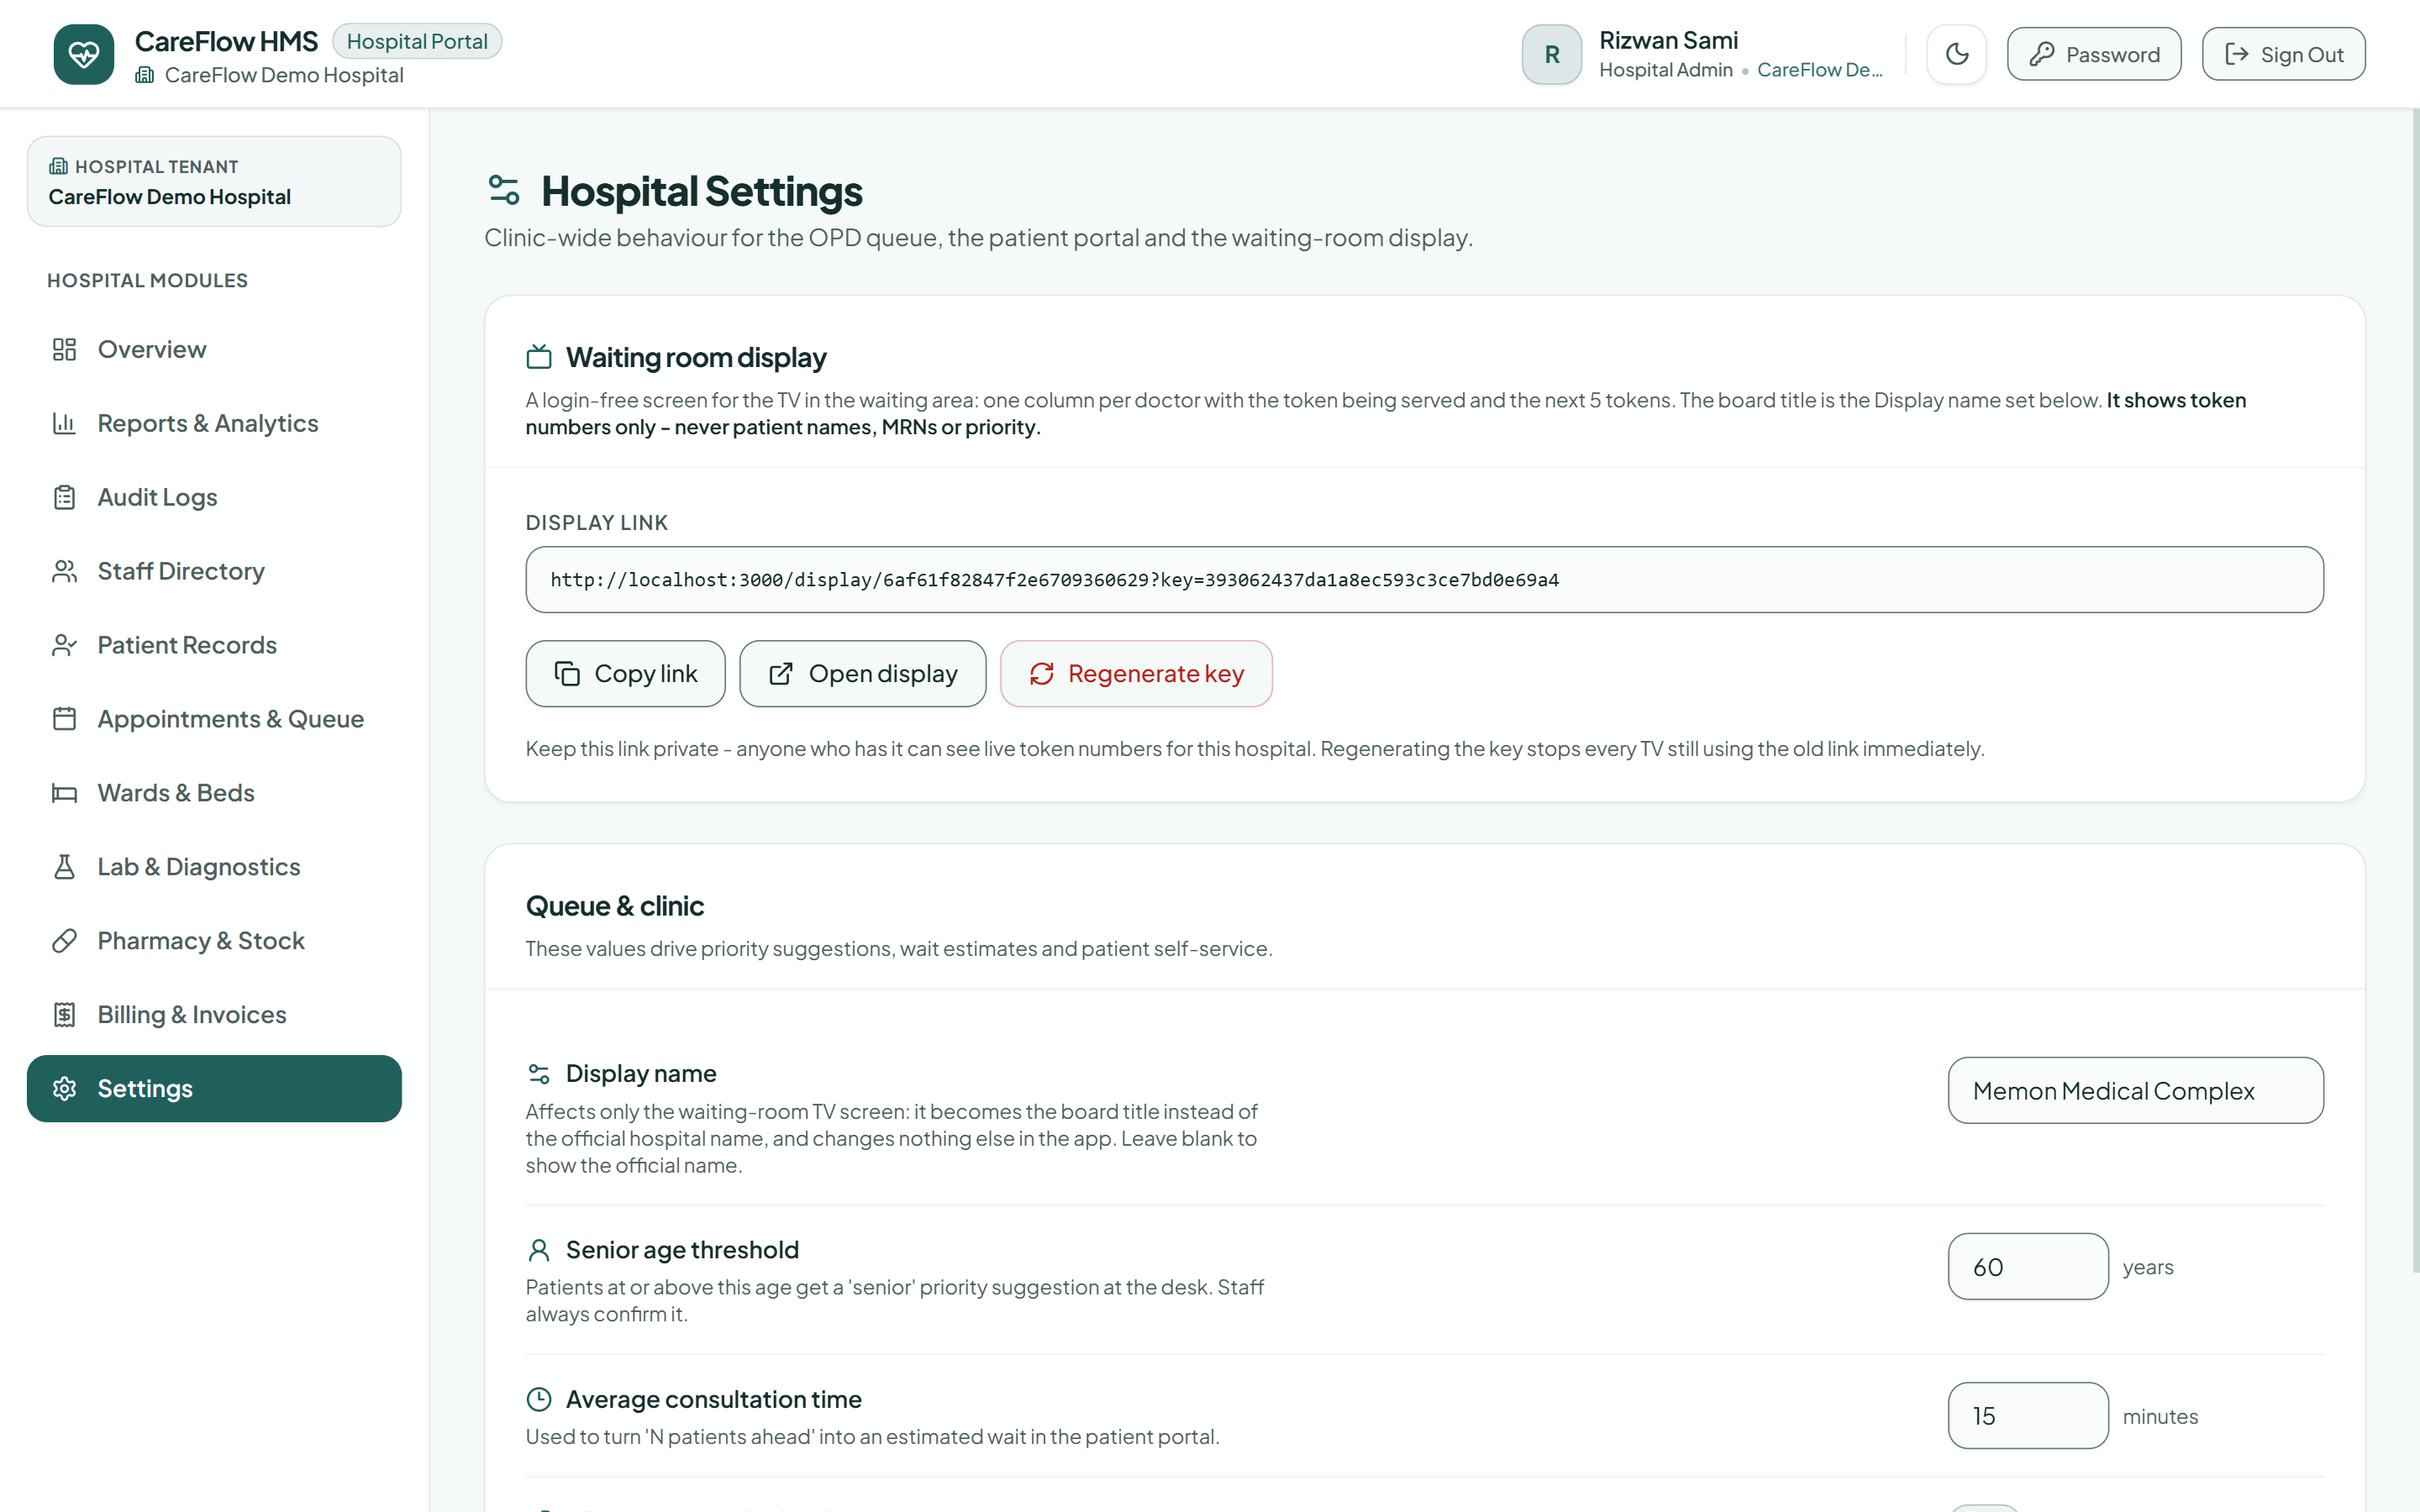 CareFlow HMS
Hospital Portal
CareFlow Demo Hospital
R
Rizwan Sami
Hospital Admin • CareFlow De...
Password
Sign Out
HOSPITAL TENANT
CareFlow Demo Hospital
HOSPITAL MODULES
Overview
Reports & Analytics
Audit Logs
Staff Directory
Patient Records
Appointments & Queue
Wards & Beds
Lab & Diagnostics
Pharmacy & Stock
Billing & Invoices
Settings
Hospital Settings
Clinic-wide behaviour for the OPD queue, the patient portal and the waiting-room display.
Waiting room display
A login-free screen for the TV in the waiting area: one column per doctor with the token being served and the next 5 tokens. The board title is the Display name set below. It shows token
numbers only - never patient names, MRNs or priority.
DISPLAY LINK
http://localhost:3000/display/6af61f82847f2e6709360629?key=393062437da1a8ec593c3ce7bd0e69a4
Copy link
Open display
Regenerate key
Keep this link private - anyone who has it can see live token numbers for this hospital. Regenerating the key stops every TV still using the old link immediately.
Queue & clinic
These values drive priority suggestions, wait estimates and patient self-service.
Display name
Affects only the waiting-room TV screen: it becomes the board title instead of
the official hospital name, and changes nothing else in the app. Leave blank to
show the official name.
Memon Medical Complex
Senior age threshold
Patients at or above this age get a 'senior' priority suggestion at the desk. Staff
always confirm it.
60
years
Average consultation time
Used to turn 'N patients ahead' into an estimated wait in the patient portal.
15
minutes